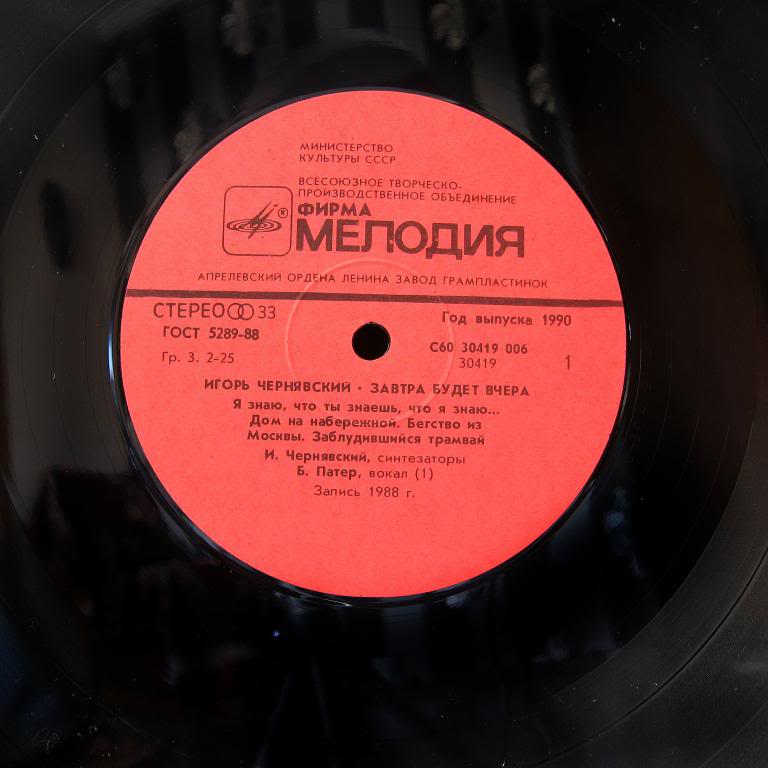 МИНИСТЕРСТВО
КУЛЬТУРЫ СССР
ВСЕСОЮЗНОЕ ТВОРЧЕСКО-
ПРОИЗВОДСТВЕННОЕ ОБЪЕДИНЕНИЕ
ФИРМА
®
МЕЛОДИЯ
АПРЕЛЕВСКИЙ ОРДЕНА ЛЕНИНА ЗАВОД ГРАМПЛАСТИНОК
СТЕРЕО 33
Год выпуска 1990
ГОСТ 5289-88
С60 30419 006
Гр. 3. 2-25
30419
1
ИГОРЬ ЧЕРНЯВСКИЙ · ЗАВТРА БУДЕТ ВЧЕРА
Я знаю, что ты знаешь, что я знаю...
Дом на набережной. Бегство из
Москвы. Заблудившийся трамвай
И. Чернявский, синтезаторы
Б. Патер, вокал (1)
Запись 1988 г.